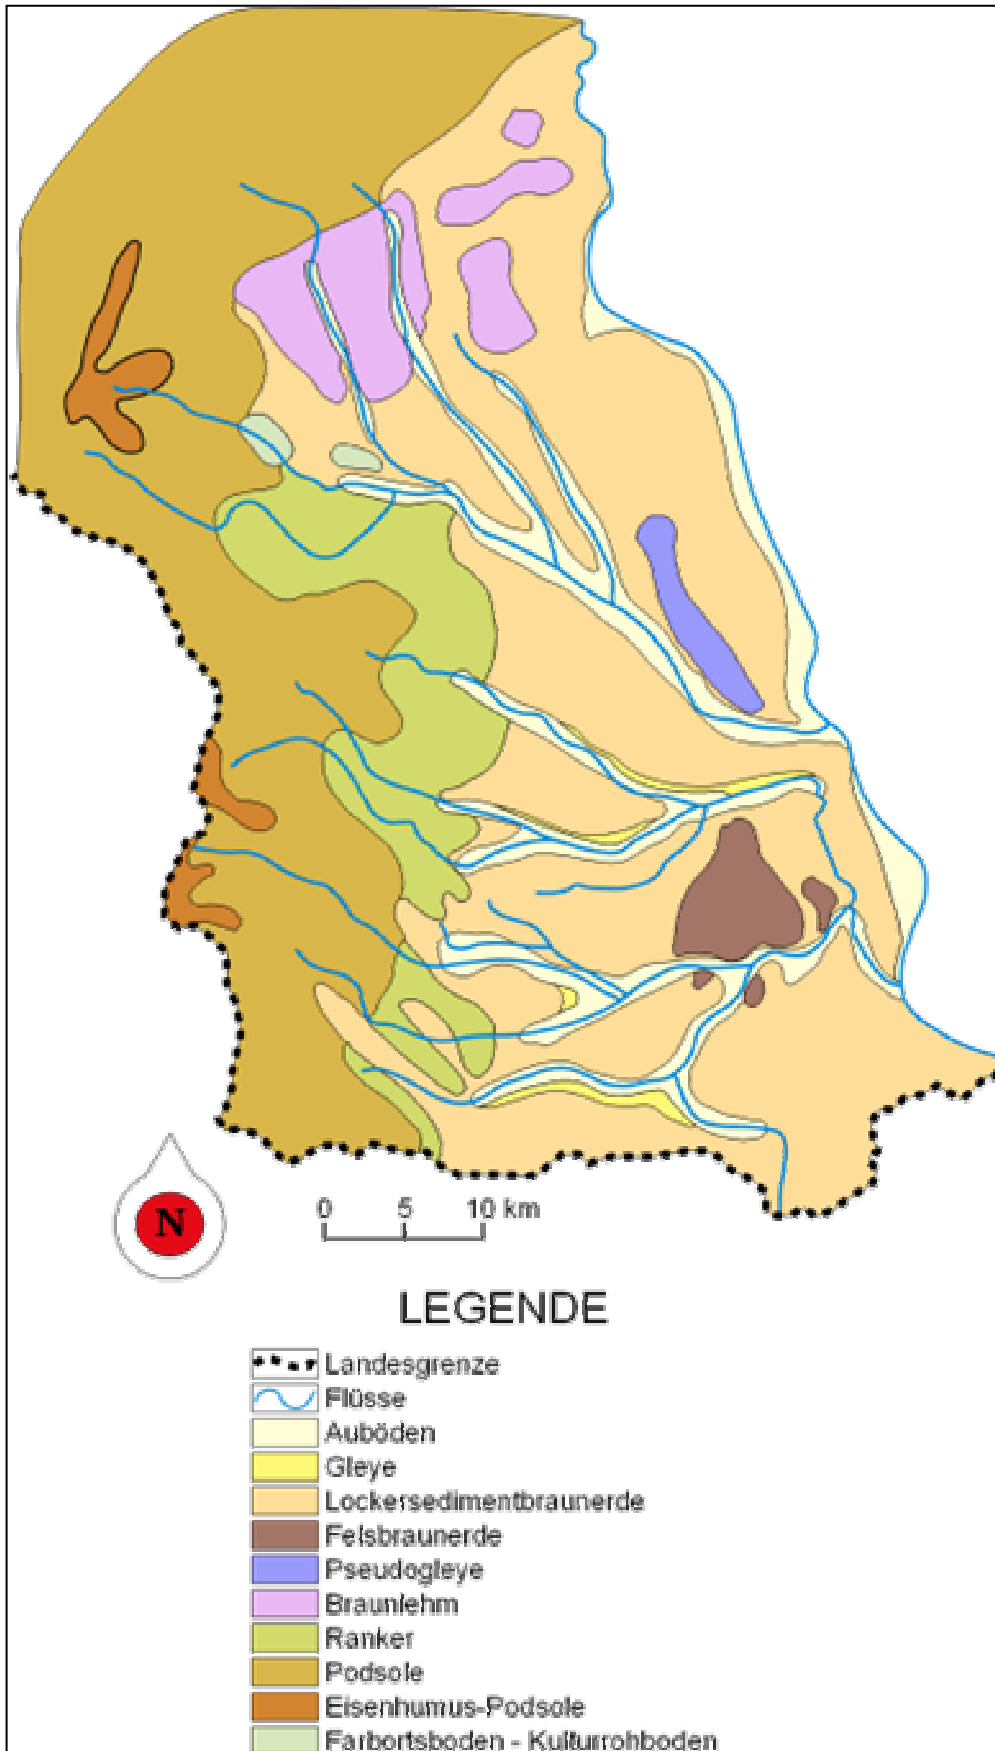 N
0 5 10 km
LEGENDE
Landesgrenze
Flüsse
Auböden
Gleye
Lockersedimentbraunerde
Felsbraunerde
Pseudogleye
Braunlehm
Ranker
Podsole
Eisenhumus-Podsole
Farbortsboden - Kulturrohboden